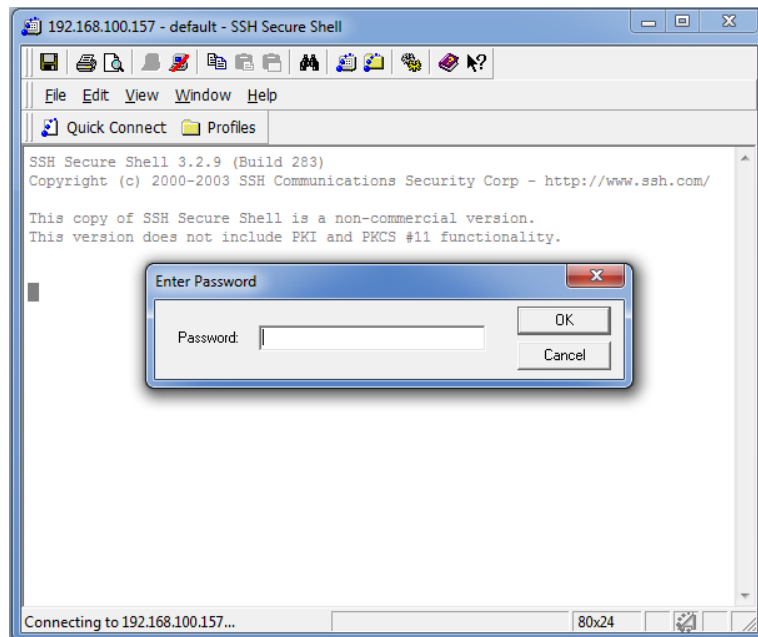 192.168.100.157 - default - SSH Secure Shell
File Edit View Window Help
Quick Connect Profiles
SSH Secure Shell 3.2.9 (Build 283)
Copyright (c) 2000-2003 SSH Communications Security Corp - http://www.ssh.com/
This copy of SSH Secure Shell is a non-commercial version.
This version does not include PKI and PKCS #11 functionality.
Enter Password
Password:
OK
Cancel
Connecting to 192.168.100.157...
80x24